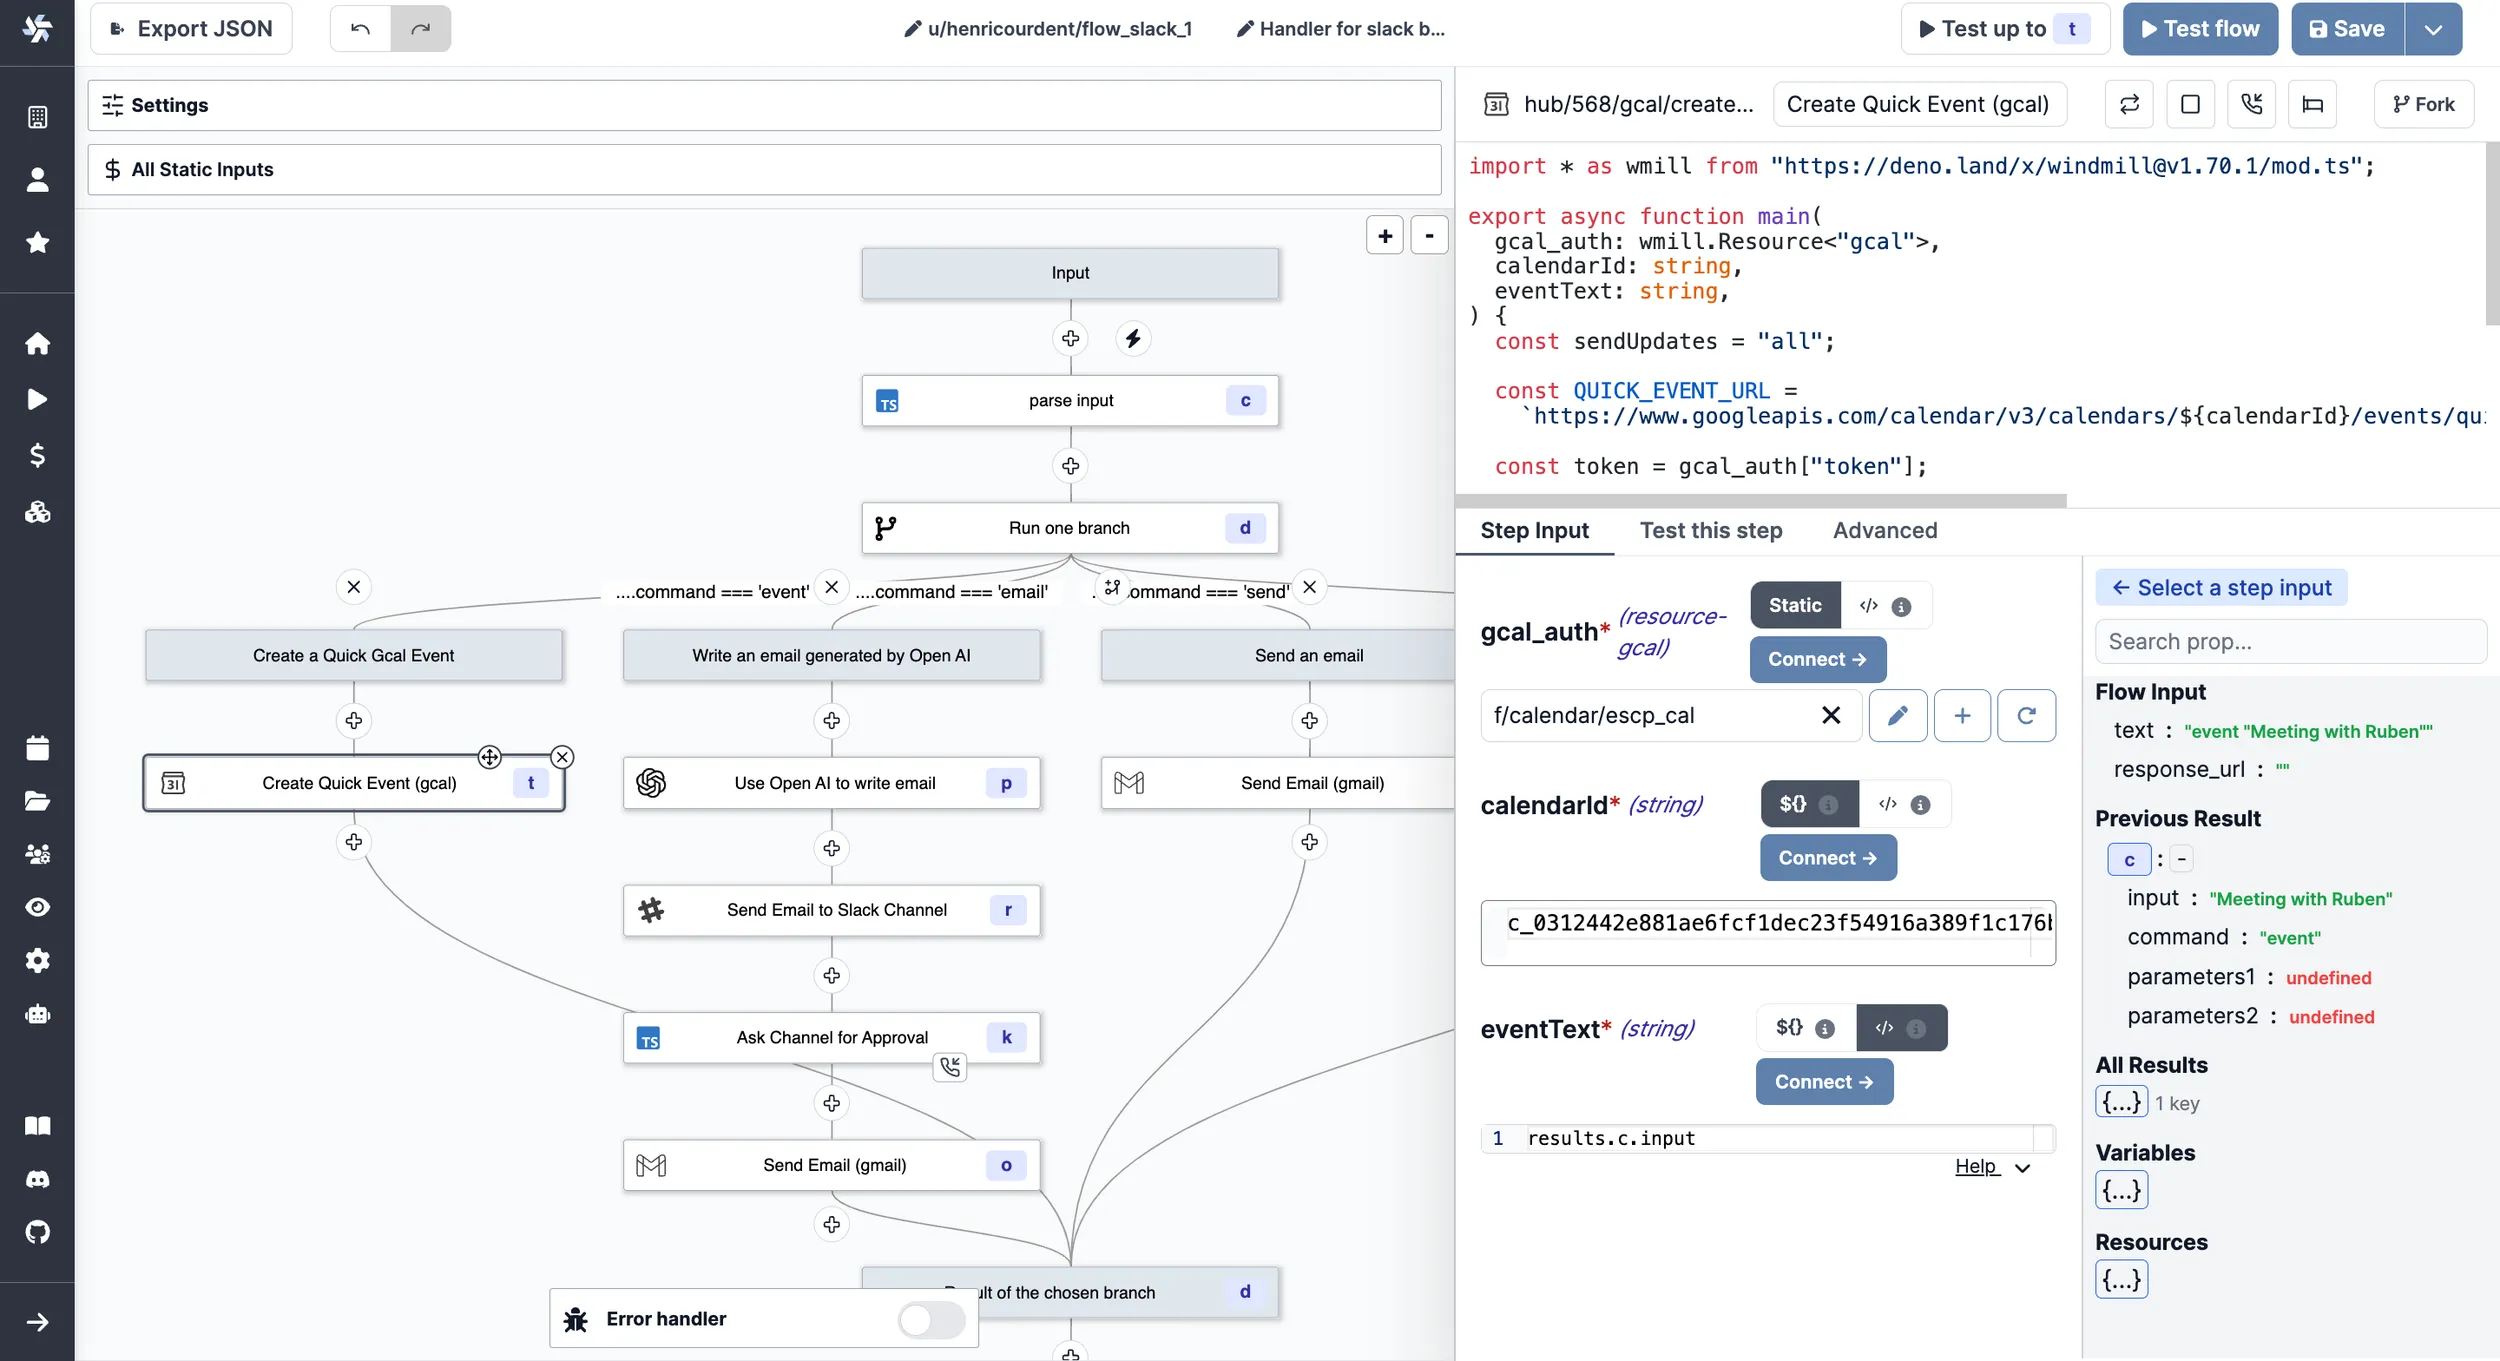 Export JSON
u/henricourdent/flow_slack_1
Handler for slack b...
Test up to t
Test flow
Save
Settings
All Static Inputs
+
-
Input
TS parse input c
Run one branch d
....command === 'event'
....command === 'email'
command === 'send'
Create a Quick Gcal Event
Write an email generated by Open AI
Send an email
31 Create Quick Event (gcal) t
Use Open AI to write email p
Send Email (gmail)
Send Email to Slack Channel r
TS Ask Channel for Approval k
Send Email (gmail) o
of the chosen branch d
Error handler
31 hub/568/gcal/create...
Create Quick Event (gcal)
Fork
import * as wmill from "https://deno.land/x/windmill@v1.70.1/mod.ts";
export async function main(
gcal_auth: wmill.Resource<"gcal">,
calendarId: string,
eventText: string,
) {
const sendUpdates = "all";
const QUICK_EVENT_URL =
`https://www.googleapis.com/calendar/v3/calendars/${calendarId}/events/qui
const token = gcal_auth["token"];
Step Input
Test this step
Advanced
gcal_auth* (resource-
gcal)
Static </> i
Connect →
f/calendar/escp_cal
calendarId* (string)
${} i </> i
Connect →
c_0312442e881ae6fcf1dec23f54916a389f1c176b
eventText* (string)
${} i </> i
Connect →
1 results.c.input
Help
← Select a step input
Search prop...
Flow Input
text : "event "Meeting with Ruben""
response_url : ""
Previous Result
c : -
input : "Meeting with Ruben"
command : "event"
parameters1 : undefined
parameters2 : undefined
All Results
{...} 1 key
Variables
{...}
Resources
{...}